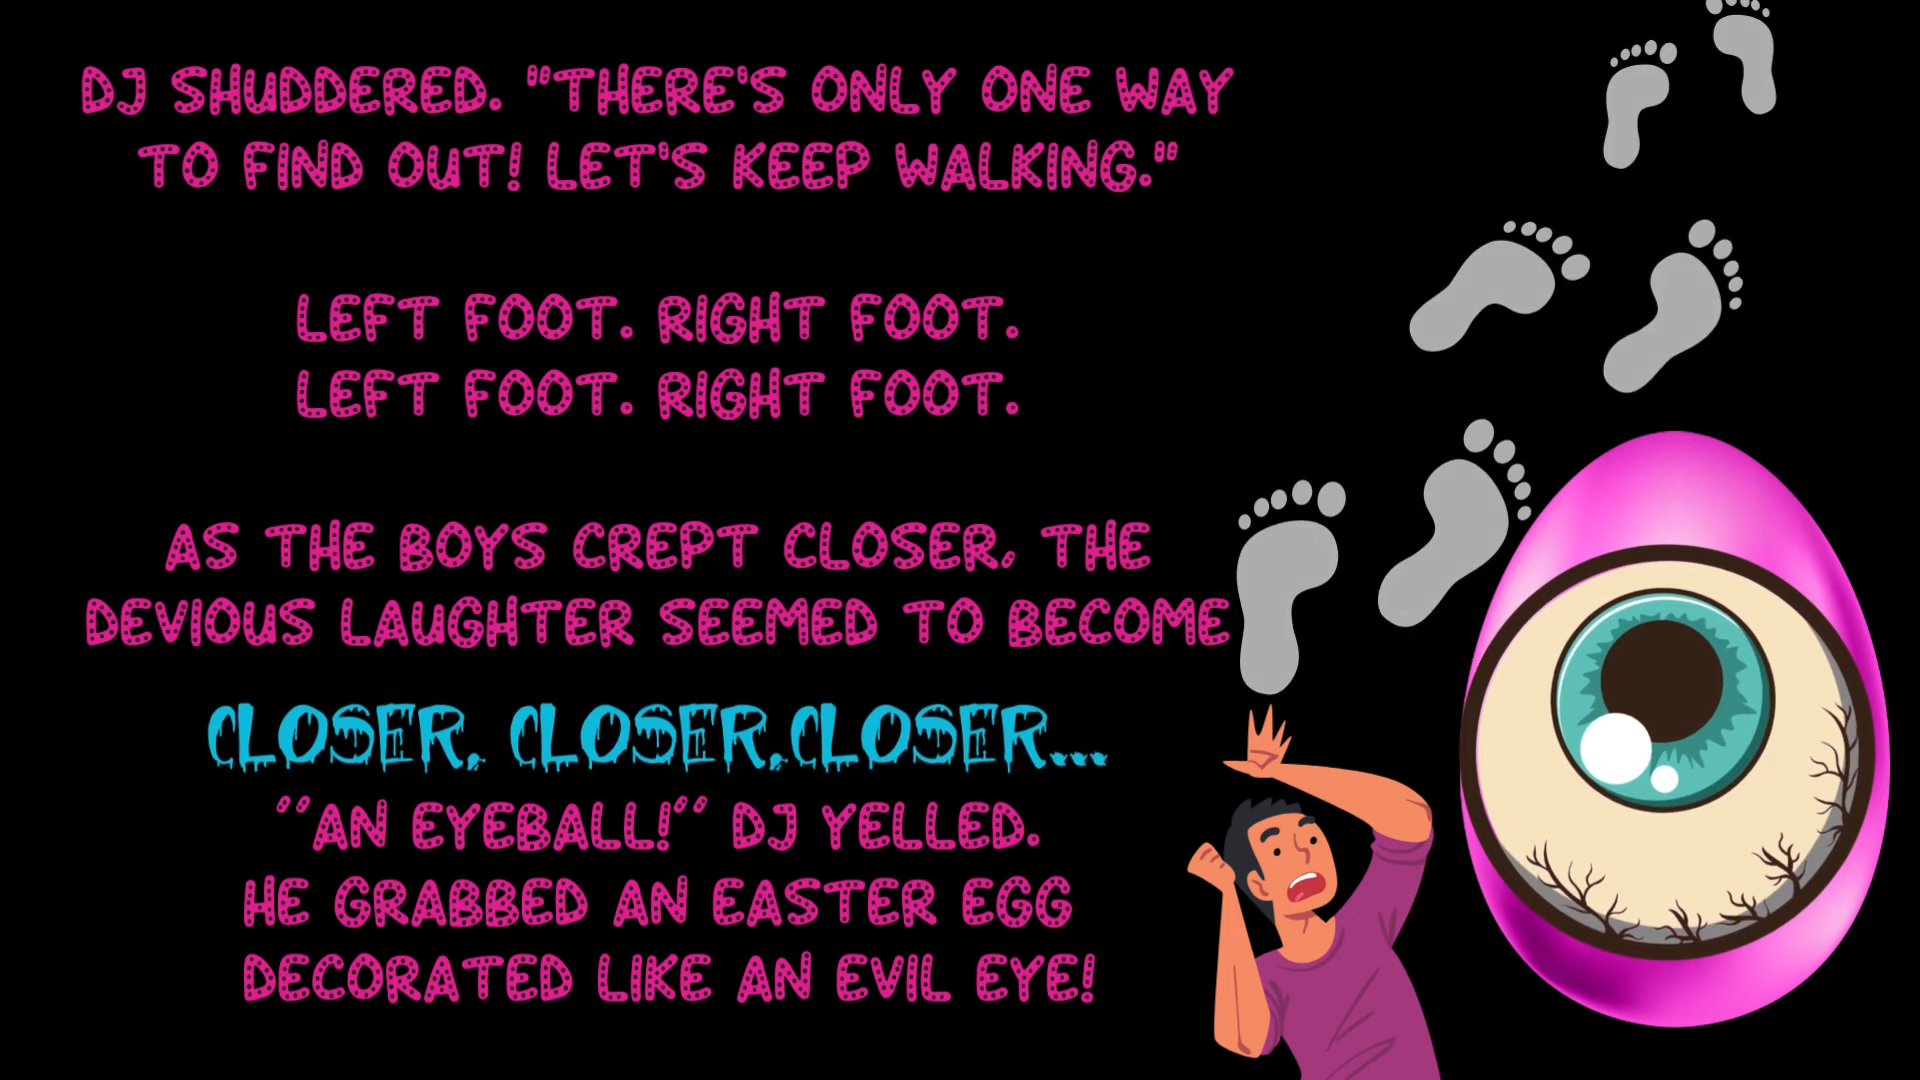 DJ SHUDDERED. "THERE'S ONLY ONE WAY
TO FIND OUT! LET'S KEEP WALKING."
LEFT FOOT. RIGHT FOOT.
LEFT FOOT. RIGHT FOOT.
AS THE BOYS CREPT CLOSER, THE
DEVIOUS LAUGHTER SEEMED TO BECOME
CLOSER, CLOSER,CLOSER...
"AN EYEBALL!" DJ YELLED.
HE GRABBED AN EASTER EGG
DECORATED LIKE AN EVIL EYE!